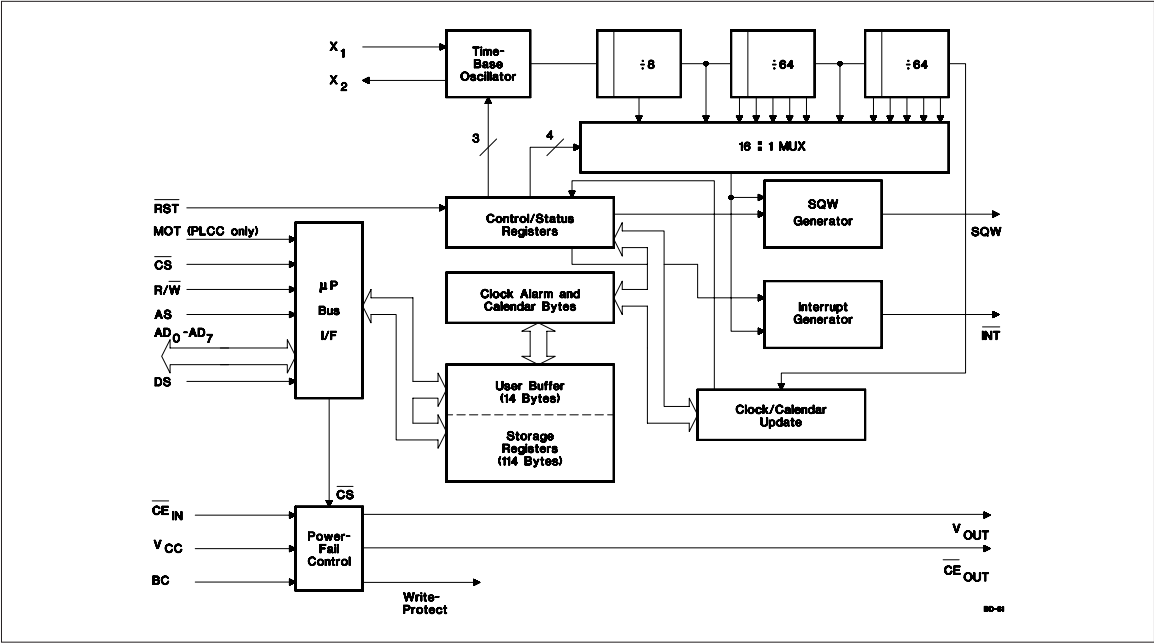 X1
X2
Time-
Base
Oscillator
÷8
÷64
÷64
3
4
16 : 1 MUX
RST
MOT (PLCC only)
CS
R/W
AS
AD0-AD7
DS
µP
Bus
I/F
Control/Status
Registers
SQW
Generator
SQW
Clock Alarm and
Calendar Bytes
Interrupt
Generator
INT
User Buffer
(14 Bytes)
Storage
Registers
(114 Bytes)
Clock/Calendar
Update
CS
CEIN
VCC
BC
Power-
Fail
Control
VOUT
CEOUT
Write-
Protect